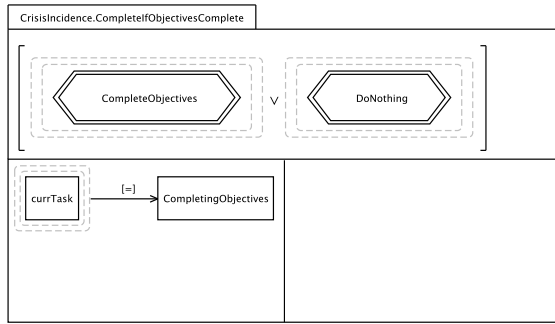 CrisisIncidence.CompleteIfObjectivesComplete
CompleteObjectives ∨ DoNothing
currTask [=] CompletingObjectives